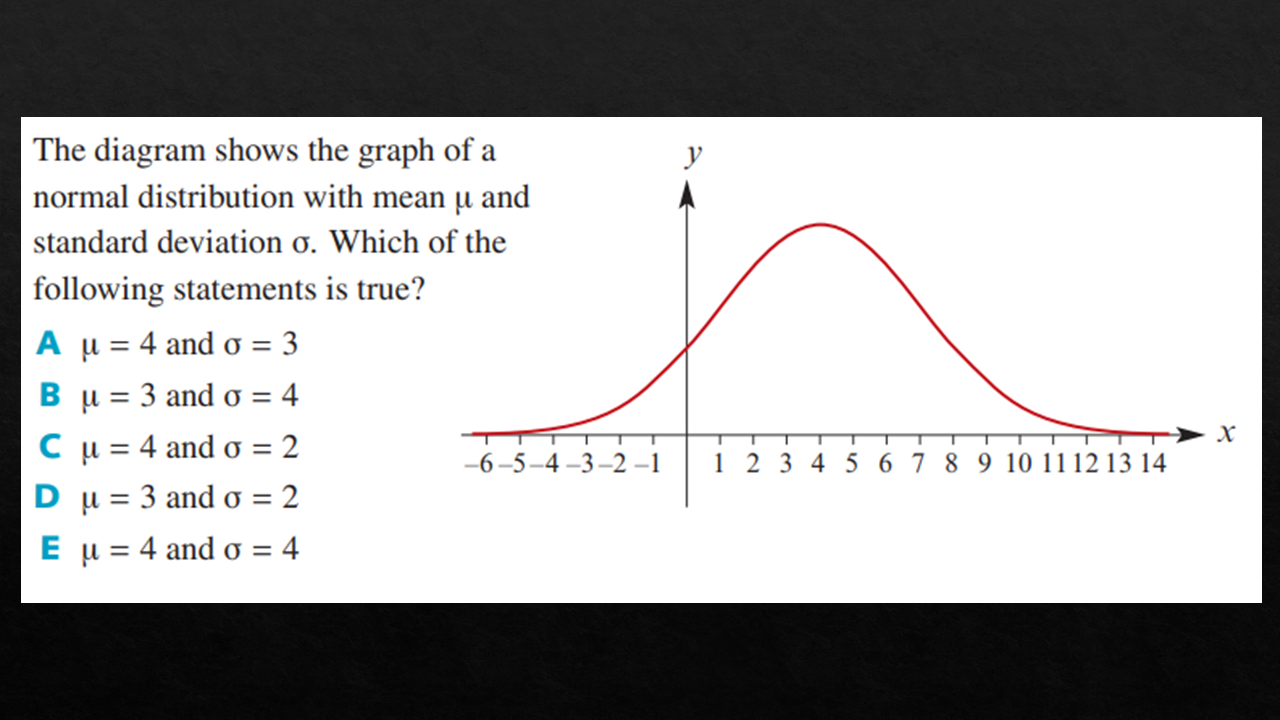 The diagram shows the graph of a
normal distribution with mean μ and
standard deviation σ. Which of the
following statements is true?
A μ = 4 and σ = 3
B μ = 3 and σ = 4
C μ = 4 and σ = 2
D μ = 3 and σ = 2
E μ = 4 and σ = 4
y
x
–6 –5 –4 –3 –2 –1 1 2 3 4 5 6 7 8 9 10 11 12 13 14